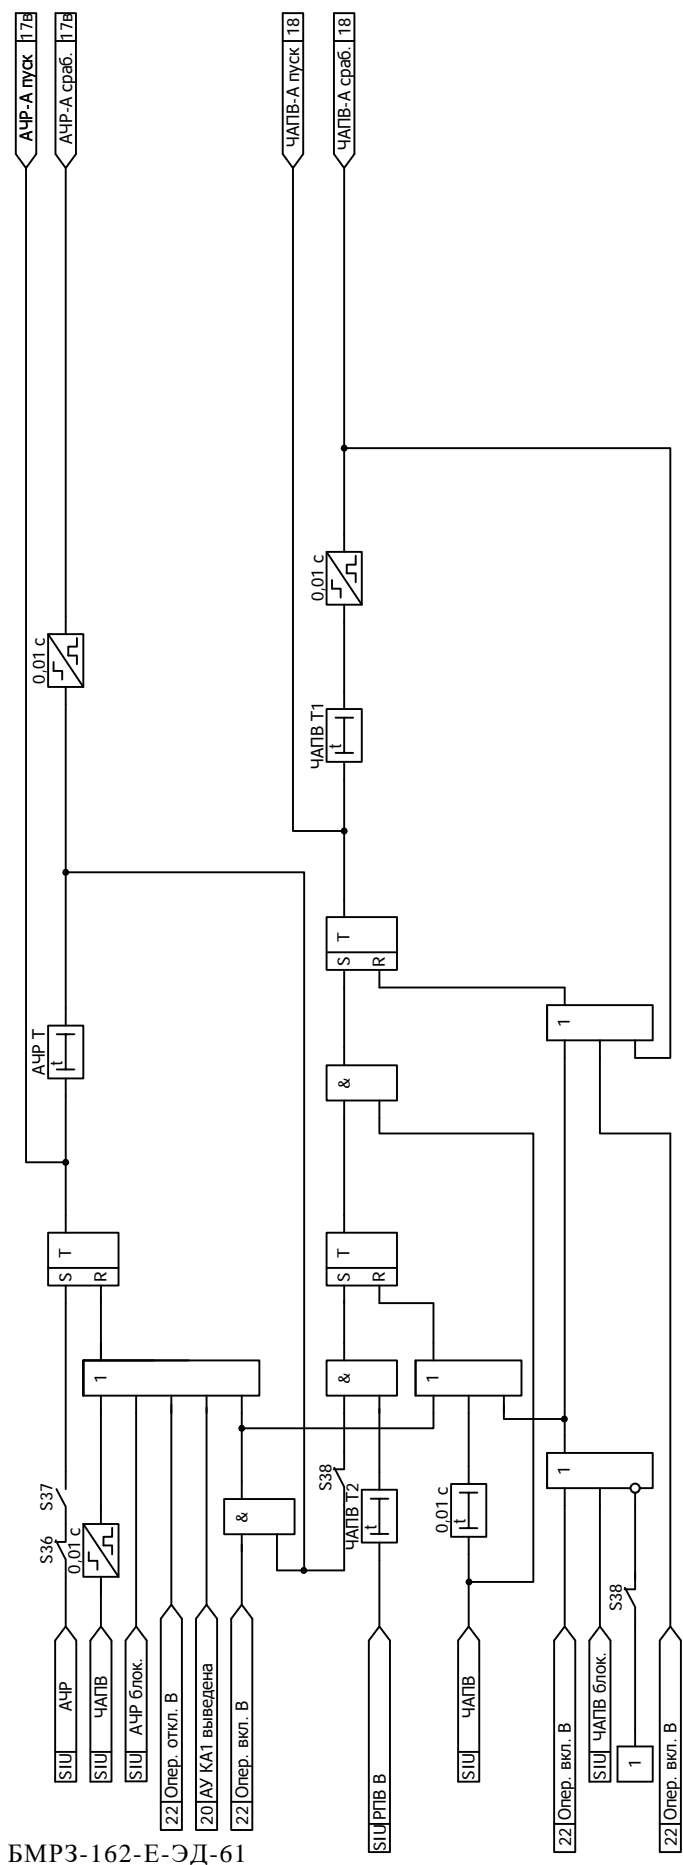 АЧР-А пуск 17в
АЧР-А сраб. 17в
ЧАПВ-А пуск 18
ЧАПВ-А сраб. 18
0,01 с
0,01 с
ЧАПВ Т1
t
АЧР Т
t
S T
R
1
&
S T
R
S T
R
1
&
1
S37
S36
0,01 с
&
S38
ЧАПВ Т2
t
0,01 с
t
1
S38
SIU АЧР
SIU ЧАПВ
SIU АЧР блок.
22 Опер. откл. В
20 АУ КА1 выведена
22 Опер. вкл. В
SIU РПВ В
SIU ЧАПВ
22 Опер. вкл. В
SIU ЧАПВ блок.
1
22 Опер. вкл. В
БМРЗ-162-Е-ЭД-61